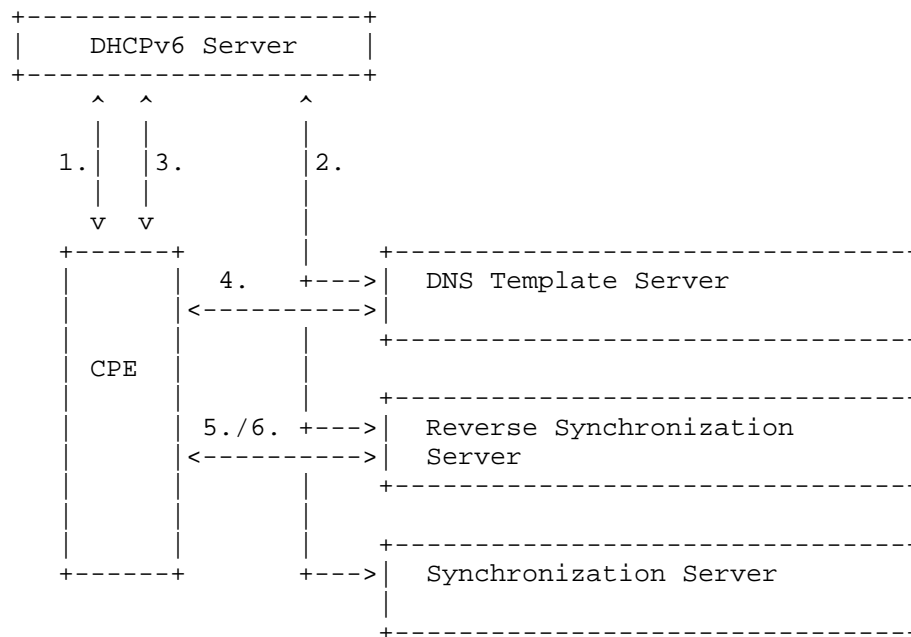 DHCPv6 Server
1. 3. 2.
4. DNS Template Server
CPE
5./6. Reverse Synchronization
Server
Synchronization Server